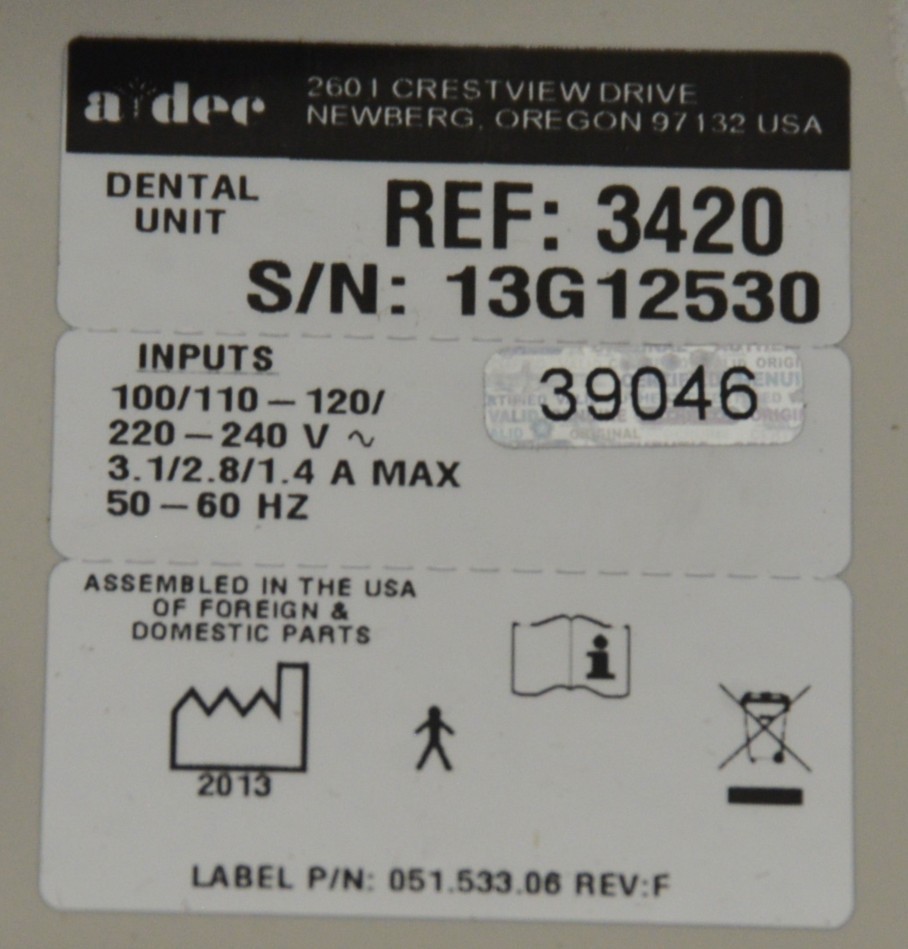 a dec
2601 CRESTVIEW DRIVE
NEWBERG, OREGON 97132 USA
DENTAL
UNIT
REF: 3420
S/N: 13G12530
INPUTS
100/110 – 120/
220 – 240 V ∿
3.1/2.8/1.4 A MAX
50 – 60 HZ
39046
ASSEMBLED IN THE USA
OF FOREIGN &
DOMESTIC PARTS
i
2013
LABEL P/N: 051.533.06 REV:F